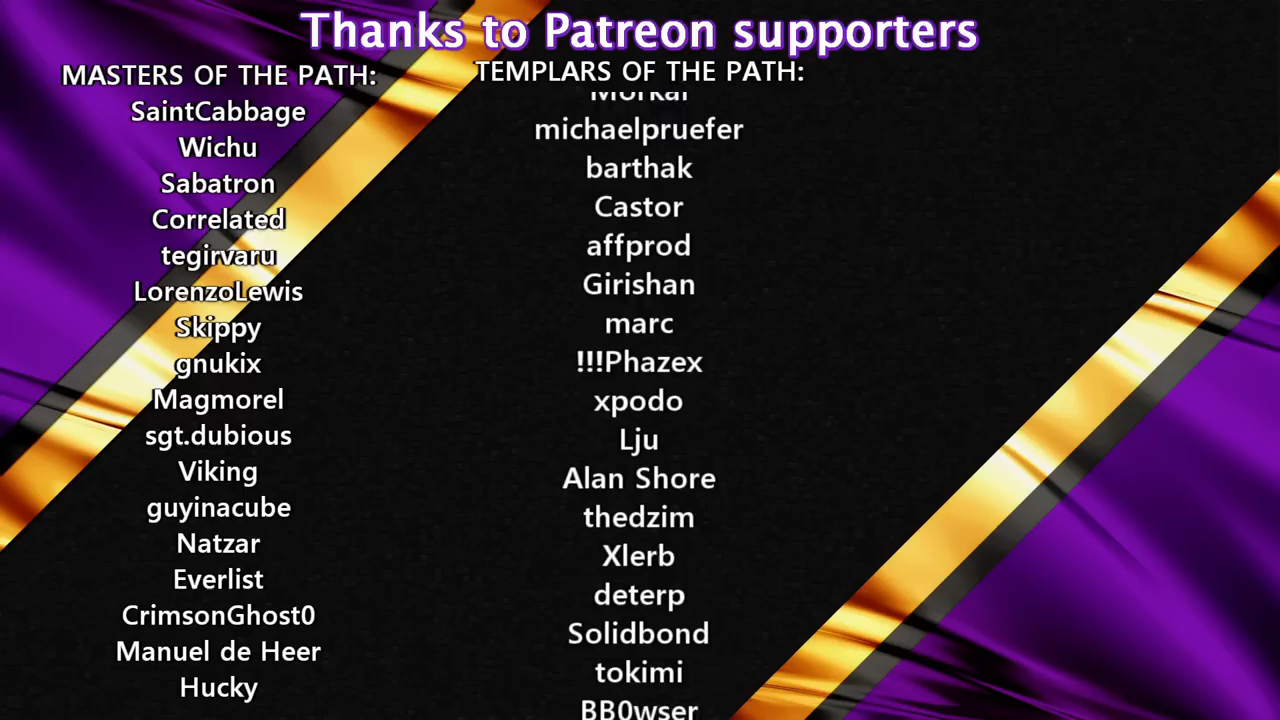 Thanks to Patreon supporters
MASTERS OF THE PATH:
SaintCabbage
Wichu
Sabatron
Correlated
tegirvaru
LorenzoLewis
Skippy
gnukix
Magmorel
sgt.dubious
Viking
guyinacube
Natzar
Everlist
CrimsonGhost0
Manuel de Heer
Hucky
TEMPLARS OF THE PATH:
michaelpruefer
barthak
Castor
affprod
Girishan
marc
!!!Phazex
xpodo
Lju
Alan Shore
thedzim
Xlerb
deterp
Solidbond
tokimi
BB0wser